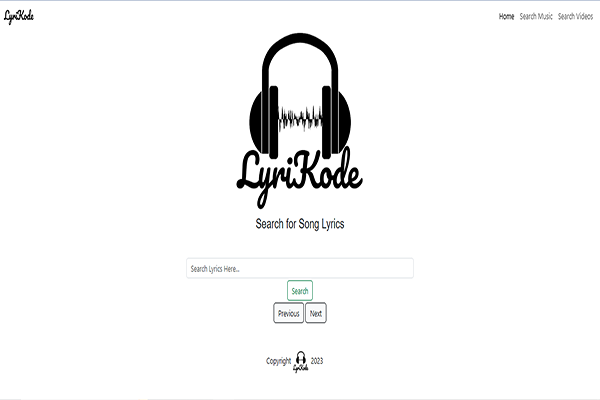 LyriKode
Home Search Music Search Videos
LyriKode
Search for Song Lyrics
Search Lyrics Here...
Search
Previous Next
Copyright LyriKode 2023